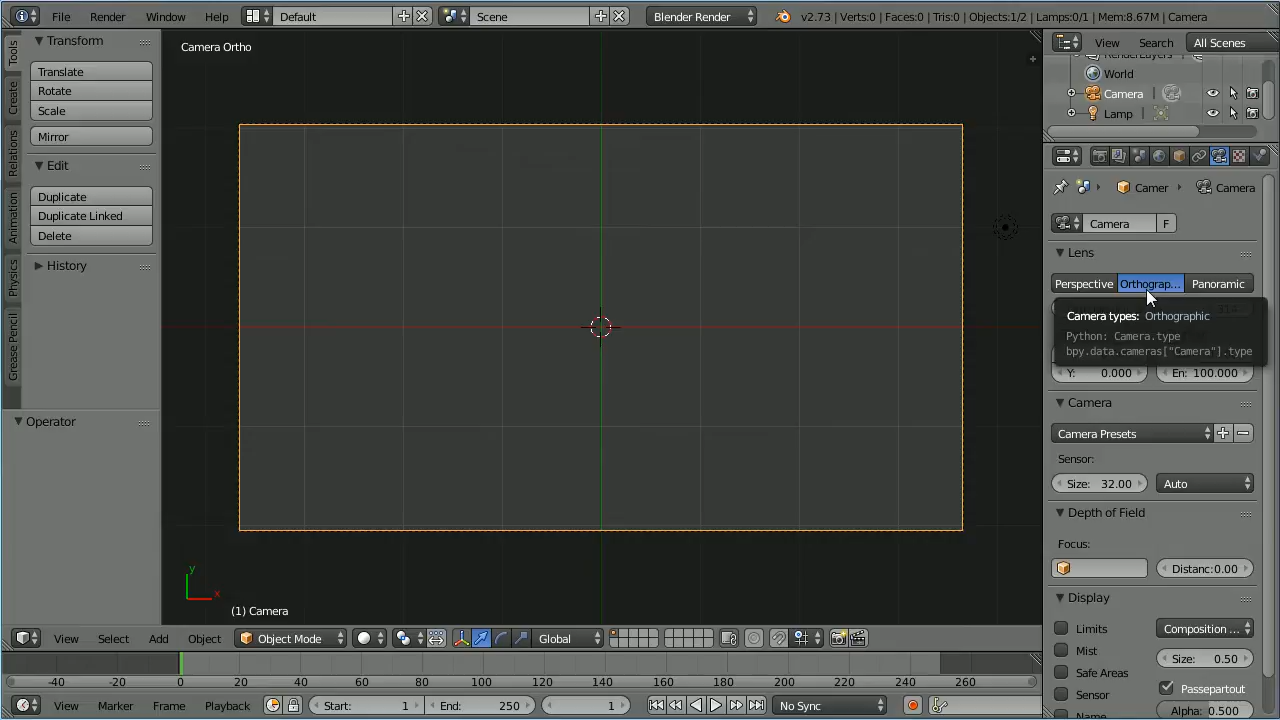 File Render Window Help Default Scene Blender Render v2.73 | Verts:0 | Faces:0 | Tris:0 | Objects:1/2 | Lamps:0/1 | Mem:8.67M | Camera
Tools
Create
Relations
Animation
Physics
Grease Pencil
Transform
Translate
Rotate
Scale
Mirror
Edit
Duplicate
Duplicate Linked
Delete
History
Operator
Camera Ortho
y
x
(1) Camera
View Search All Scenes
RenderLayers
World
Camera
Lamp
Camer Camera
Camera F
Lens
Perspective Orthograp... Panoramic
Camera types: Orthographic
Python: Camera.type
bpy.data.cameras["Camera"].type
Y: 0.000 En: 100.000
Camera
Camera Presets
Sensor:
Size: 32.00 Auto
Depth of Field
Focus:
Distanc:0.00
Display
Limits Composition ...
Mist Size: 0.50
Safe Areas
Sensor Passepartout
Name Alpha: 0.500
View Select Add Object Object Mode Global
-40 -20 0 20 40 60 80 100 120 140 160 180 200 220 240 260
View Marker Frame Playback Start: 1 End: 250 1 No Sync